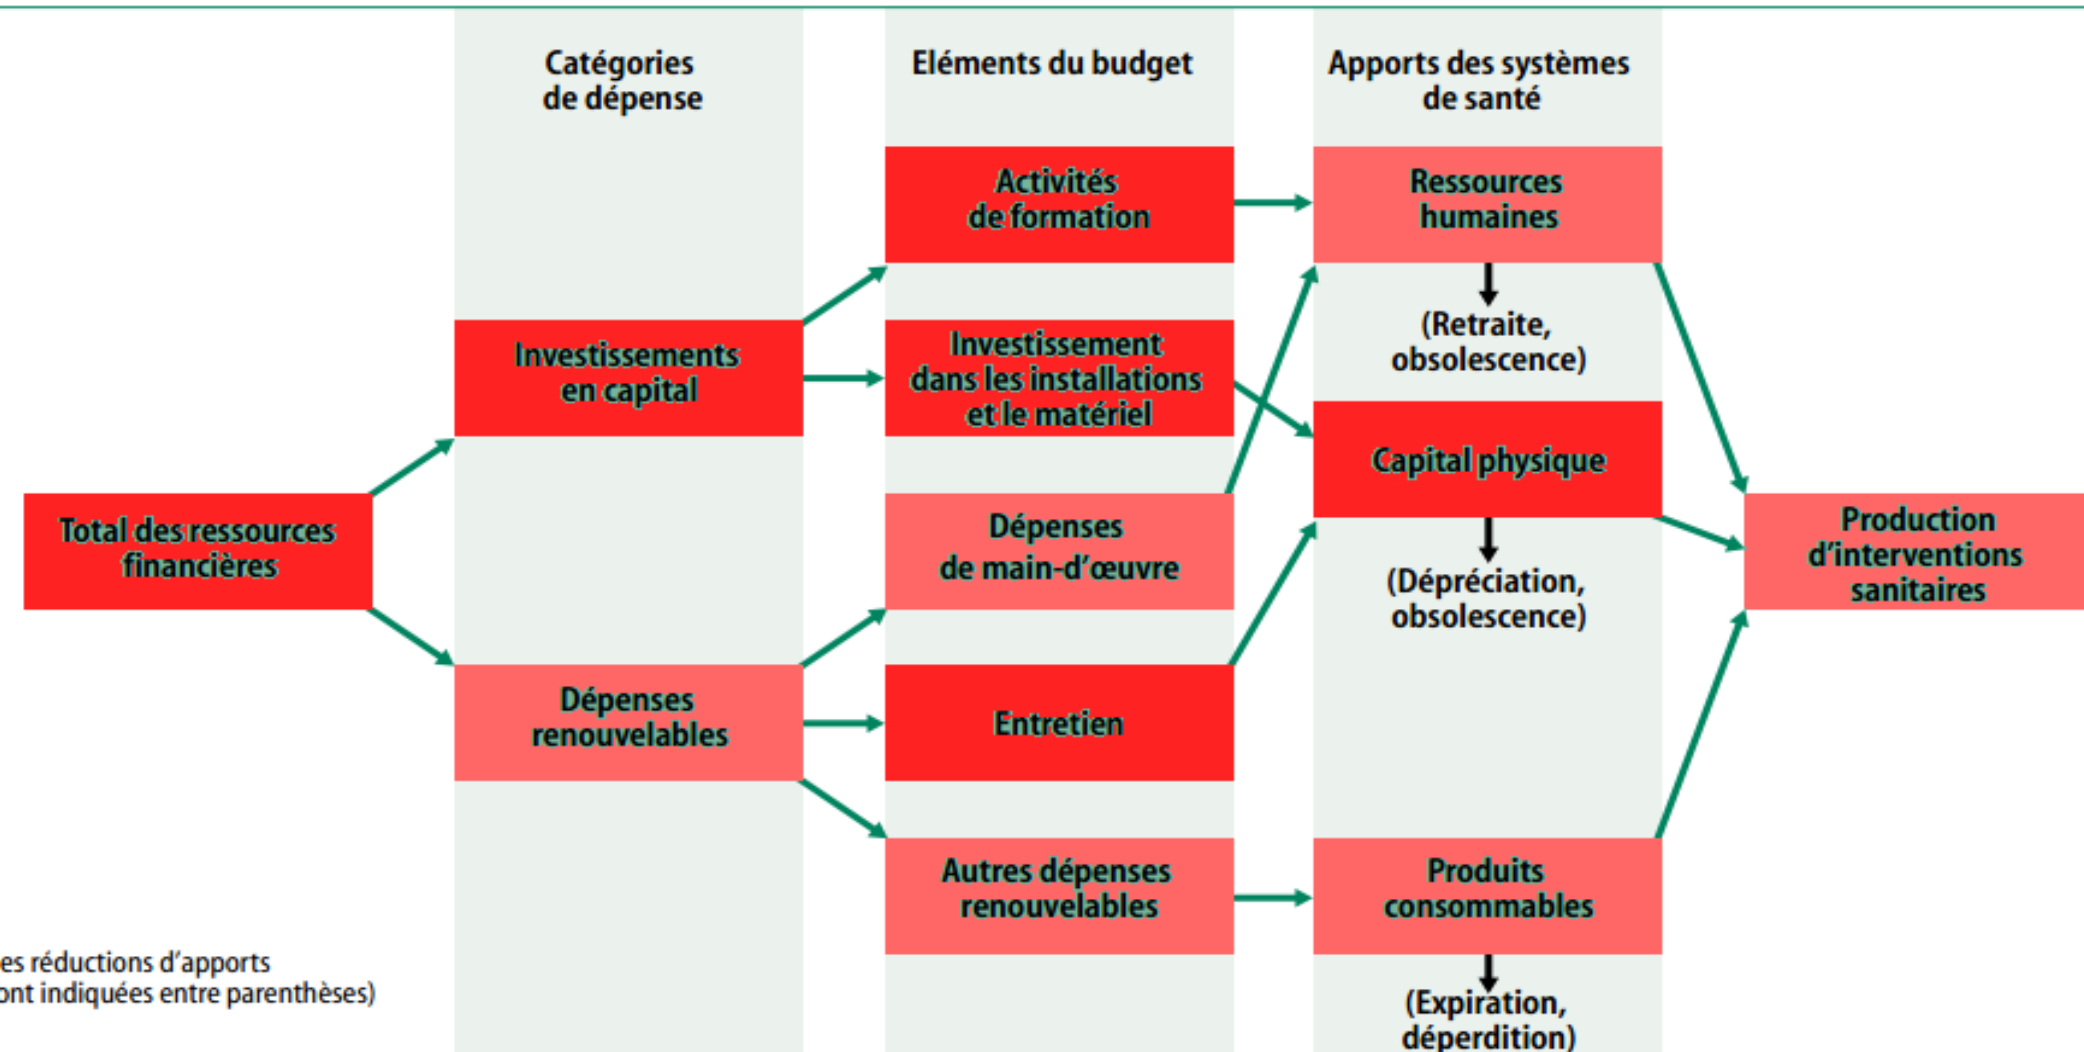 Catégories
de dépense
Eléments du budget
Apports des systèmes
de santé
Activités
de formation
Ressources
humaines
(Retraite,
obsolescence)
Investissements
en capital
Investissement
dans les installations
et le matériel
Capital physique
(Dépréciation,
obsolescence)
Total des ressources
financières
Dépenses
de main-d'œuvre
Production
d'interventions
sanitaires
Dépenses
renouvelables
Entretien
Autres dépenses
renouvelables
Produits
consommables
(Expiration,
déperdition)
es réductions d'apports
ont indiquées entre parenthèses)